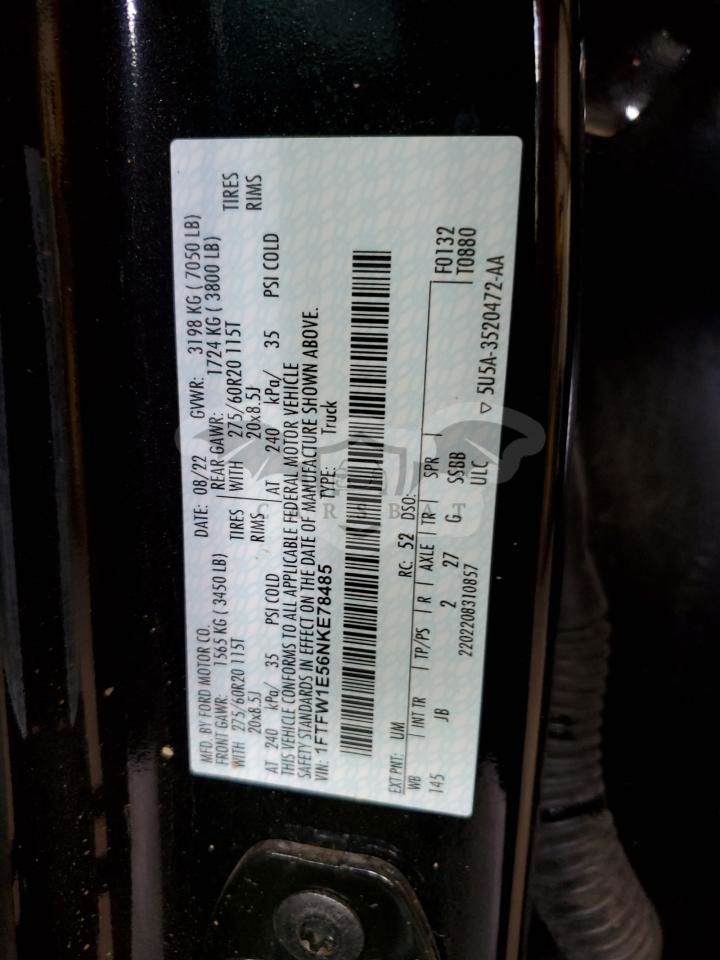 MFD. BY FORD MOTOR CO. DATE: 08/22 GVWR: 3198 KG ( 7050 LB)
FRONT GAWR: 1565 KG ( 3450 LB) REAR GAWR: 1724 KG ( 3800 LB)
WITH 275/60R20 115T TIRES WITH 275/60R20 115T TIRES
20x8.5J RIMS 20x8.5J RIMS
AT 240 kPa/ 35 PSI COLD AT 240 kPa/ 35 PSI COLD
THIS VEHICLE CONFORMS TO ALL APPLICABLE FEDERAL MOTOR VEHICLE
SAFETY STANDARDS IN EFFECT ON THE DATE OF MANUFACTURE SHOWN ABOVE.
VIN: 1FTFW1E56NKE78485 TYPE: Truck
CARSBAT
EXT PNT: UM RC: 52 DSO:
WB INT TR TP/PS R AXLE TR SPR F0132
145 JB 2 27 G SSBB T0880
2202208310857 ULC ▽ 5U5A-3520472-AA